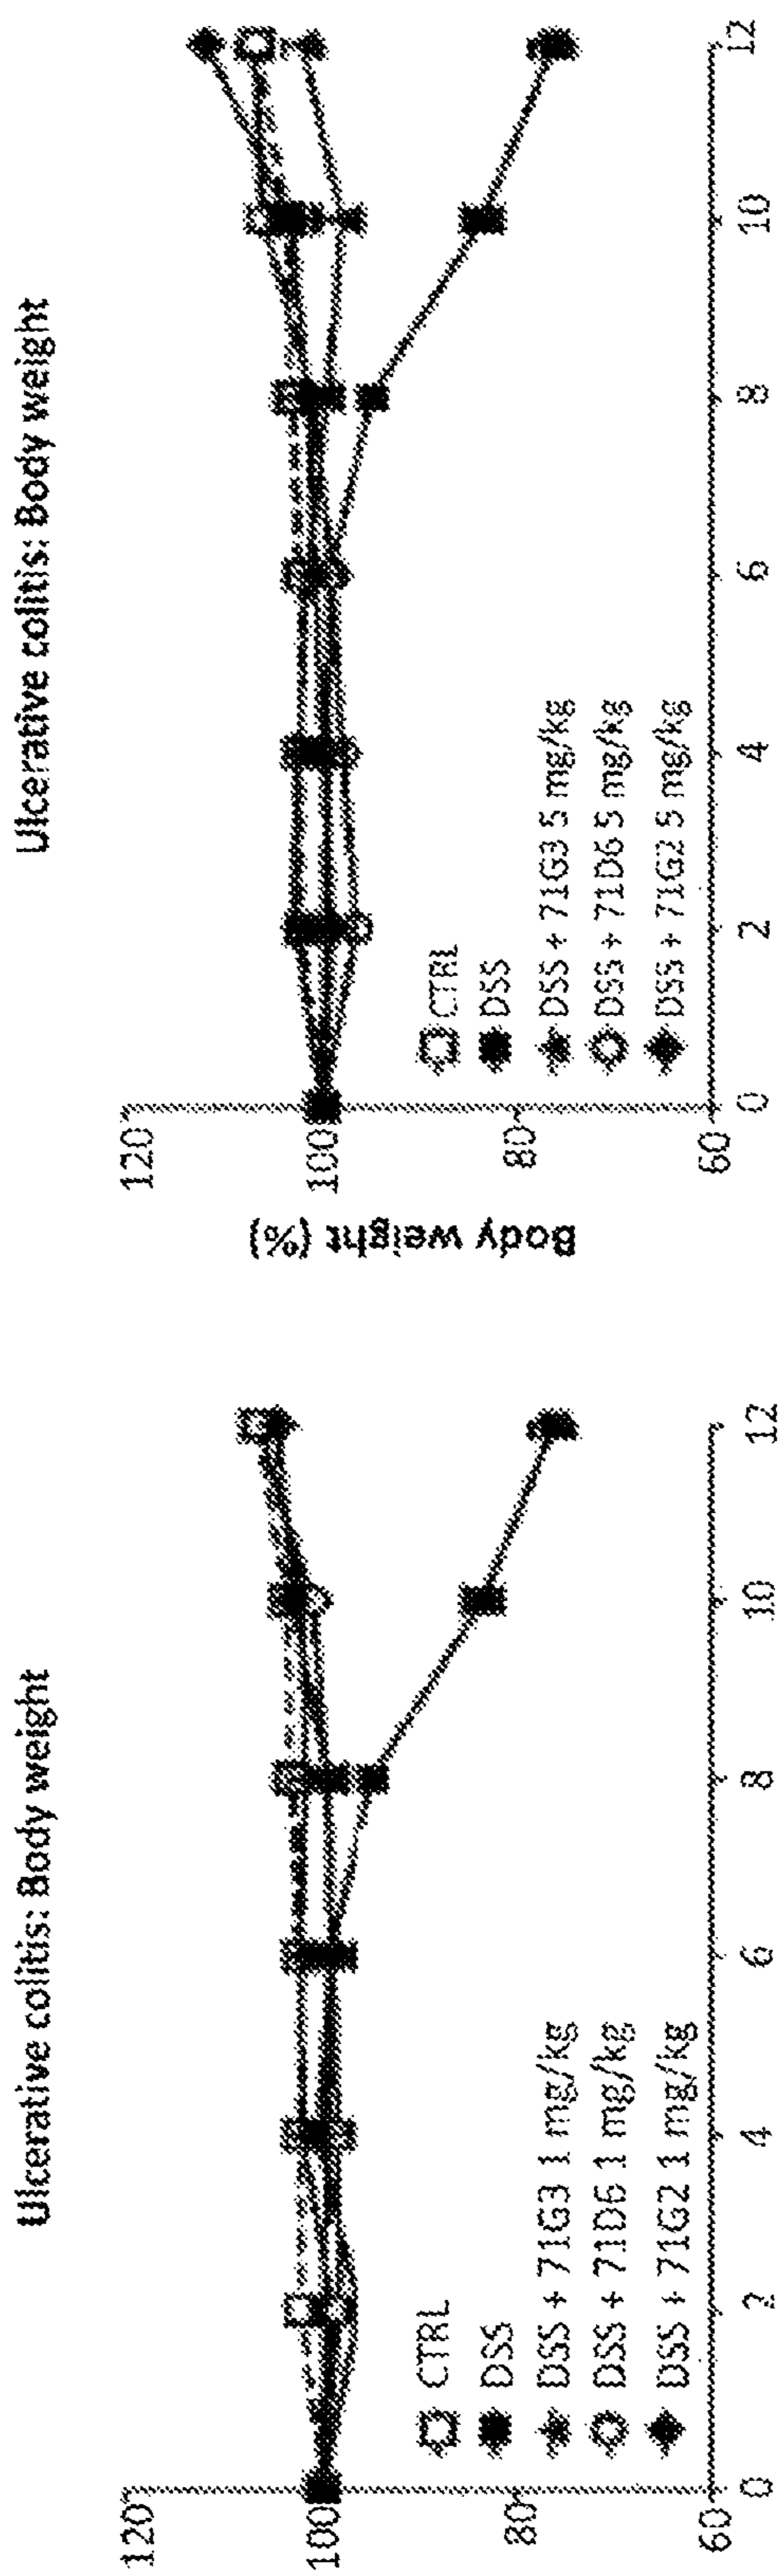 Ulcerative colitis: Body weight
120
100
80
60
CTRL
DSS
DSS + 71G3 1 mg/kg
DSS + 71D6 1 mg/kg
DSS + 71G2 1 mg/kg
0 2 4 6 8 10 12
Ulcerative colitis: Body weight
Body weight (%)
120
100
80
60
CTRL
DSS
DSS + 71G3 5 mg/kg
DSS + 71D6 5 mg/kg
DSS + 71G2 5 mg/kg
0 2 4 6 8 10 12